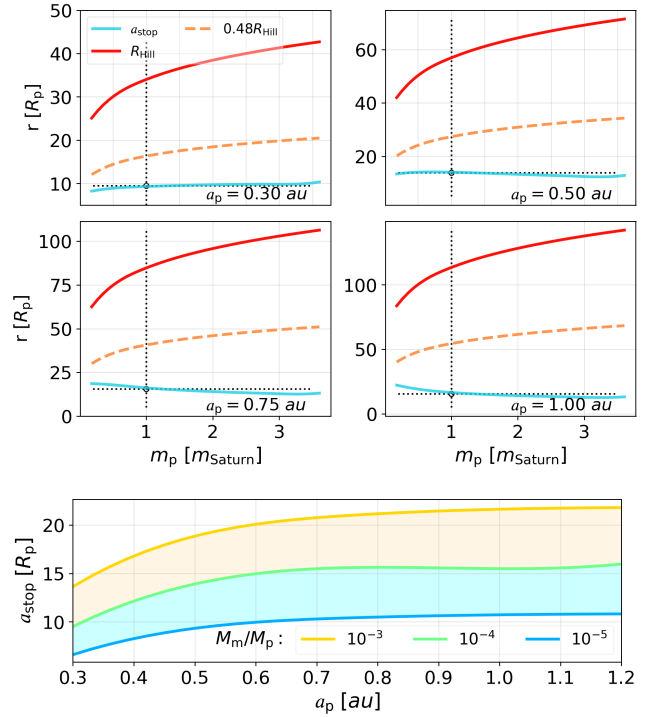 a_stop
R_Hill
0.48R_Hill
r [R_p]
50
40
30
20
10
a_p = 0.30 au
60
40
20
a_p = 0.50 au
r [R_p]
100
75
50
25
0
a_p = 0.75 au
1 2 3
m_p [m_Saturn]
100
50
0
a_p = 1.00 au
1 2 3
m_p [m_Saturn]
a_stop [R_p]
20
15
10
M_m/M_p : 10^-3 10^-4 10^-5
0.3 0.4 0.5 0.6 0.7 0.8 0.9 1.0 1.1 1.2
a_p [au]